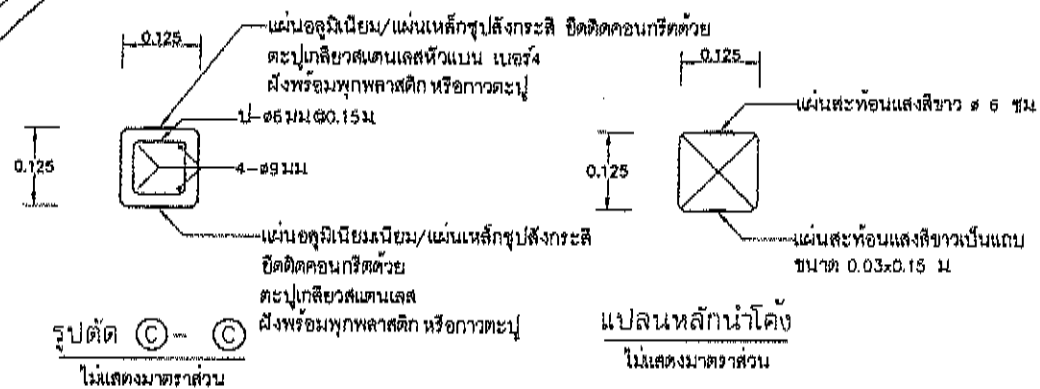 แผ่นอลูมิเนียม/แผ่นเหล็กชุปสังกระสี ยึดติดคอนกรีตด้วย
ตะปูเกลียวสแตนเลสหัวแบน เบอร์4
ฝังพร้อมพุกพลาสติก หรือกาวตะปู
0.125
ป-ø6มม@0.15ม
0.125
4-ø9มม
แผ่นอลูมิเนียมเนียม/แผ่นเหล็กชุปสังกระสี
ยึดติดคอนกรีตด้วย
ตะปูเกลียวสแตนเลส
ฝังพร้อมพุกพลาสติก หรือกาวตะปู
รูปตัด C - C
ไม่แสดงมาตราส่วน
0.125
แผ่นสะท้อนแสงสีขาว ø 6 ซม
0.125
แผ่นสะท้อนแสงสีขาวเป็นแถบ
ขนาด 0.03x0.15 ม
แปลนหลักนำโค้ง
ไม่แสดงมาตราส่วน